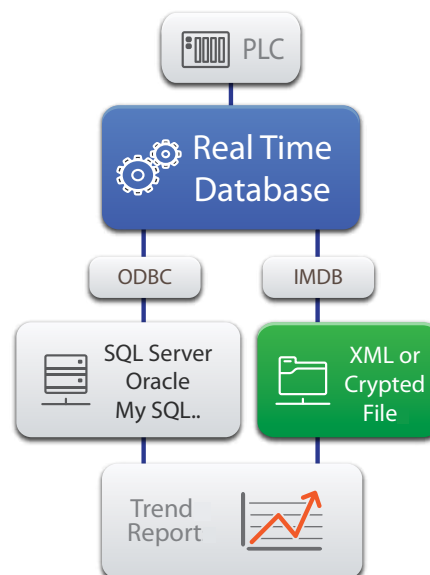 PLC
Real Time
Database
ODBC
IMDB
SQL Server
Oracle
My SQL..
XML or
Crypted
File
Trend
Report